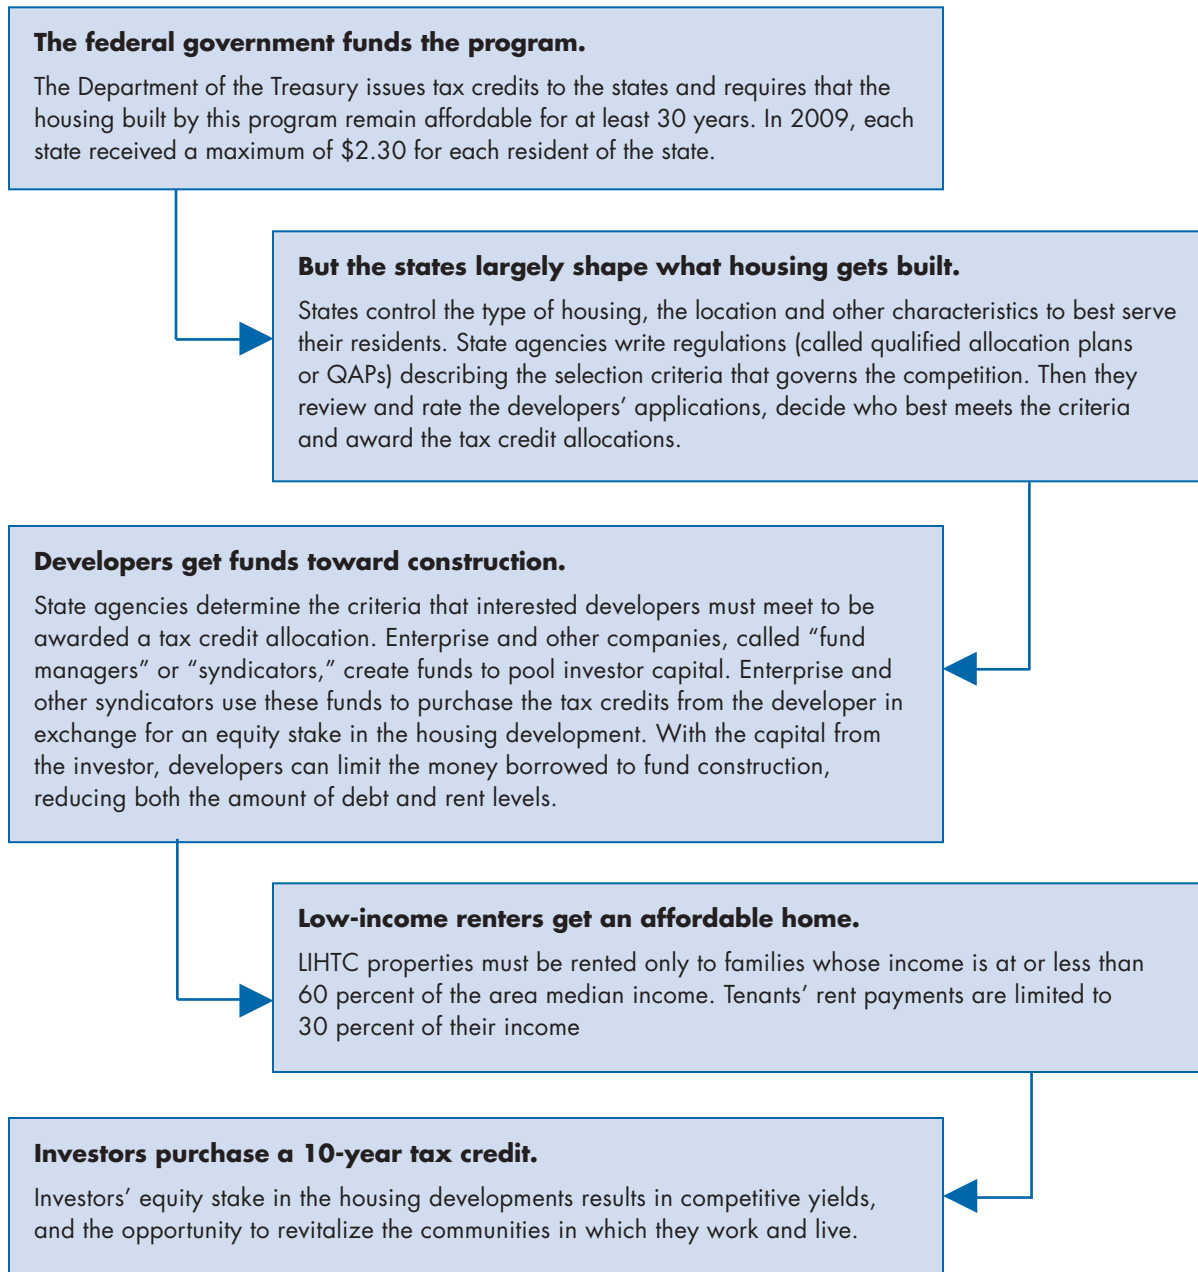 The federal government funds the program.
The Department of the Treasury issues tax credits to the states and requires that the
housing built by this program remain affordable for at least 30 years. In 2009, each
state received a maximum of $2.30 for each resident of the state.
But the states largely shape what housing gets built.
States control the type of housing, the location and other characteristics to best serve
their residents. State agencies write regulations (called qualified allocation plans
or QAPs) describing the selection criteria that governs the competition. Then they
review and rate the developers’ applications, decide who best meets the criteria
and award the tax credit allocations.
Developers get funds toward construction.
State agencies determine the criteria that interested developers must meet to be
awarded a tax credit allocation. Enterprise and other companies, called “fund
managers” or “syndicators,” create funds to pool investor capital. Enterprise and
other syndicators use these funds to purchase the tax credits from the developer in
exchange for an equity stake in the housing development. With the capital from
the investor, developers can limit the money borrowed to fund construction,
reducing both the amount of debt and rent levels.
Low-income renters get an affordable home.
LIHTC properties must be rented only to families whose income is at or less than
60 percent of the area median income. Tenants’ rent payments are limited to
30 percent of their income
Investors purchase a 10-year tax credit.
Investors’ equity stake in the housing developments results in competitive yields,
and the opportunity to revitalize the communities in which they work and live.